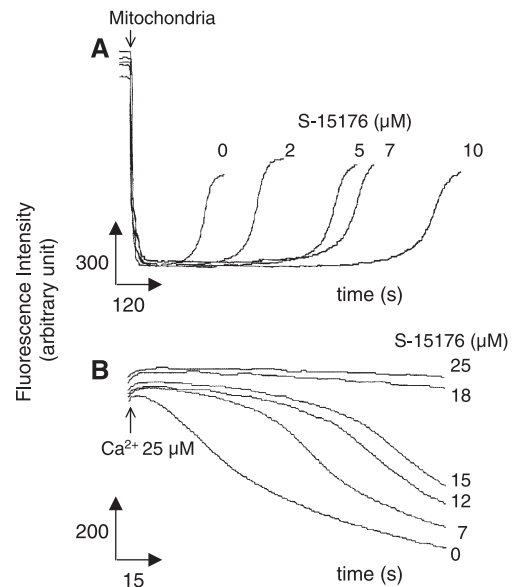 Mitochondria
A
S-15176 (µM)
0 2 5 7 10
Fluorescence Intensity
(arbitrary unit)
300
120
time (s)
S-15176 (µM)
B
25
18
Ca²⁺ 25 µM
15
12
7
0
200
15
time (s)